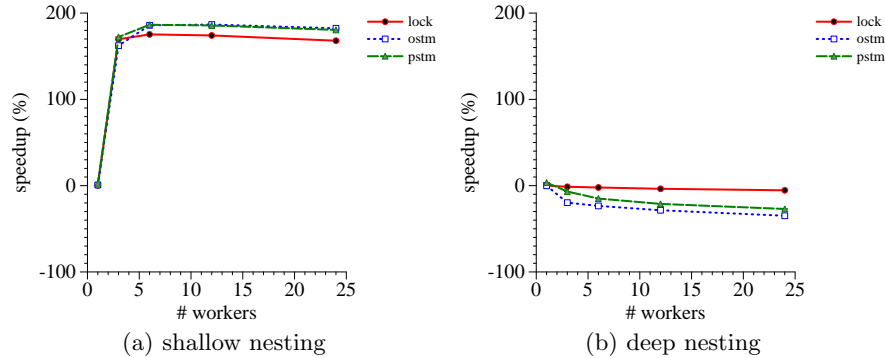 200
100
0
-100
speedup (%)
0 5 10 15 20 25
# workers
lock
ostm
pstm
(a) shallow nesting
200
100
0
-100
speedup (%)
0 5 10 15 20 25
# workers
lock
ostm
pstm
(b) deep nesting